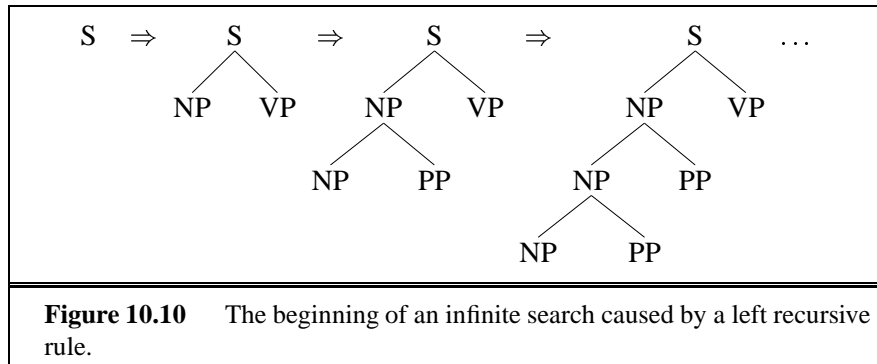 S ⇒ S ⇒ S ⇒ S ...
NP VP NP VP NP VP
NP PP NP PP
NP PP
Figure 10.10 The beginning of an infinite search caused by a left recursive
rule.